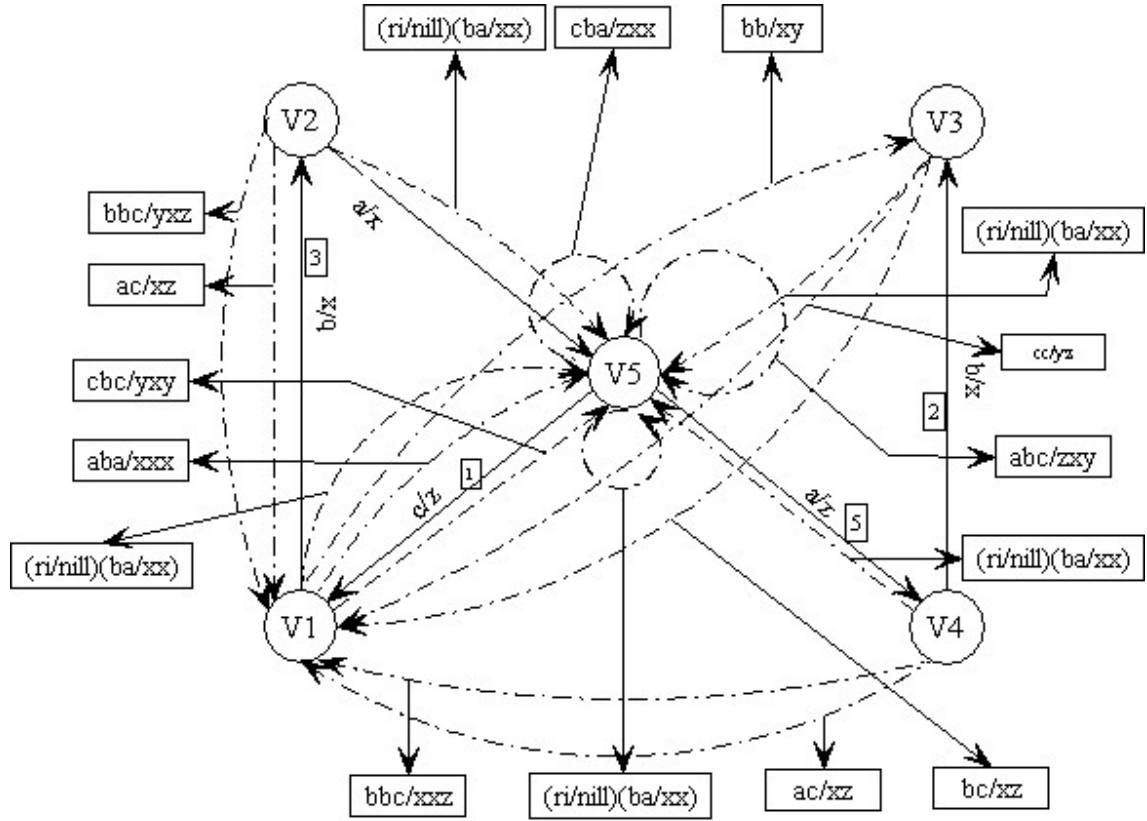 (ri/nill)(ba/xx)
cba/zxx
bb/xy
V2
V3
a/x
bbc/yxz
(ri/nill)(ba/xx)
3
ac/xz
b/x
cc/yz
V5
cbc/yxy
b/x
2
aba/xxx
1
abc/zxy
c/z
a/z
5
(ri/nill)(ba/xx)
(ri/nill)(ba/xx)
V1
V4
bbc/xxz
(ri/nill)(ba/xx)
ac/xz
bc/xz